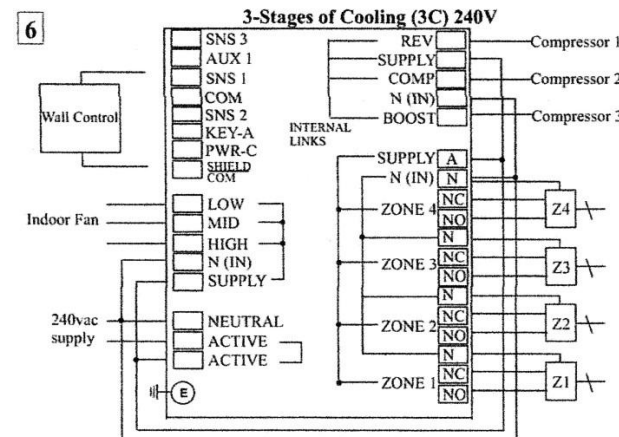 3-Stages of Cooling (3C) 240V
6
SNS 3
AUX 1
SNS 1
COM
SNS 2
KEY-A
PWR-C
SHIELD
COM
Wall Control
LOW
MID
HIGH
N (IN)
SUPPLY
Indoor Fan
240vac
supply
NEUTRAL
ACTIVE
ACTIVE
E
REV
SUPPLY
COMP
N (IN)
BOOST
INTERNAL
LINKS
Compressor 1
Compressor 2
Compressor 3
SUPPLY A
N (IN) N
ZONE 4 NC
NO
N
ZONE 3 NC
NO
N
ZONE 2 NC
NO
N
ZONE 1 NC
NO
Z4
Z3
Z2
Z1